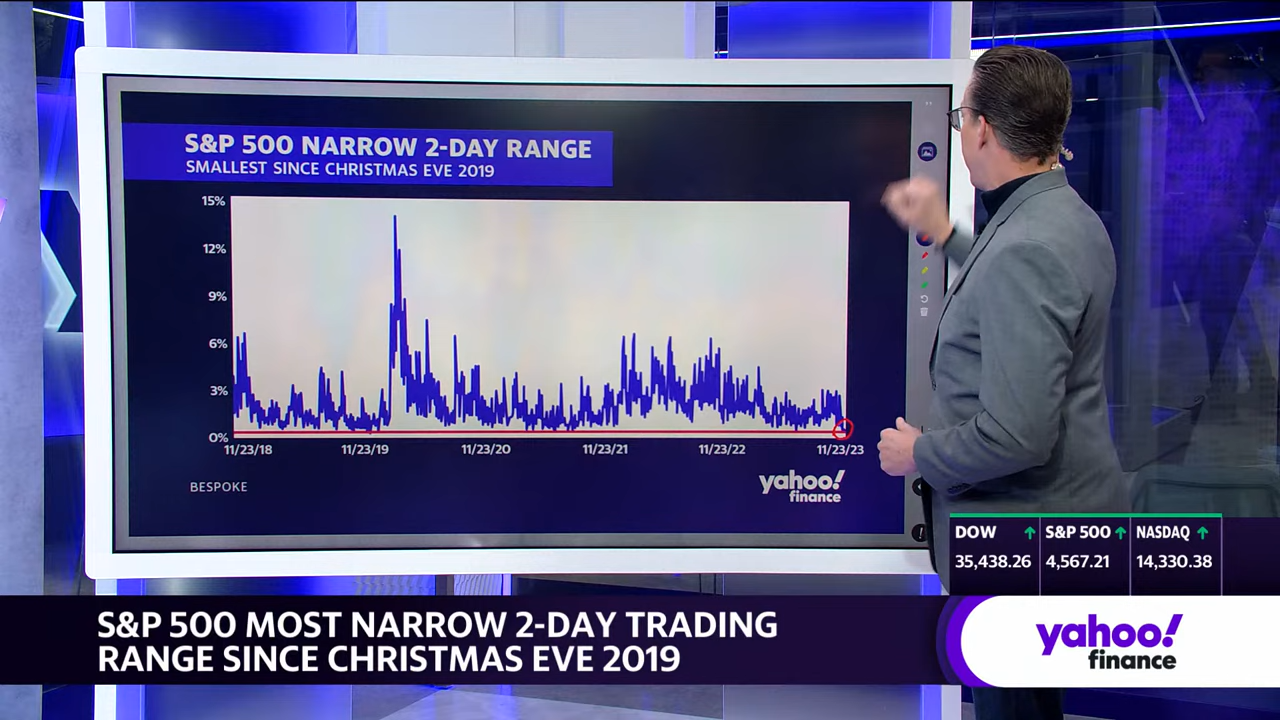 S&P 500 NARROW 2-DAY RANGE
SMALLEST SINCE CHRISTMAS EVE 2019
15%
12%
9%
6%
3%
0%
11/23/18 11/23/19 11/23/20 11/23/21 11/23/22 11/23/23
BESPOKE
yahoo!
finance
DOW S&P 500 NASDAQ
35,438.26 4,567.21 14,330.38
S&P 500 MOST NARROW 2-DAY TRADING
RANGE SINCE CHRISTMAS EVE 2019
yahoo!
finance